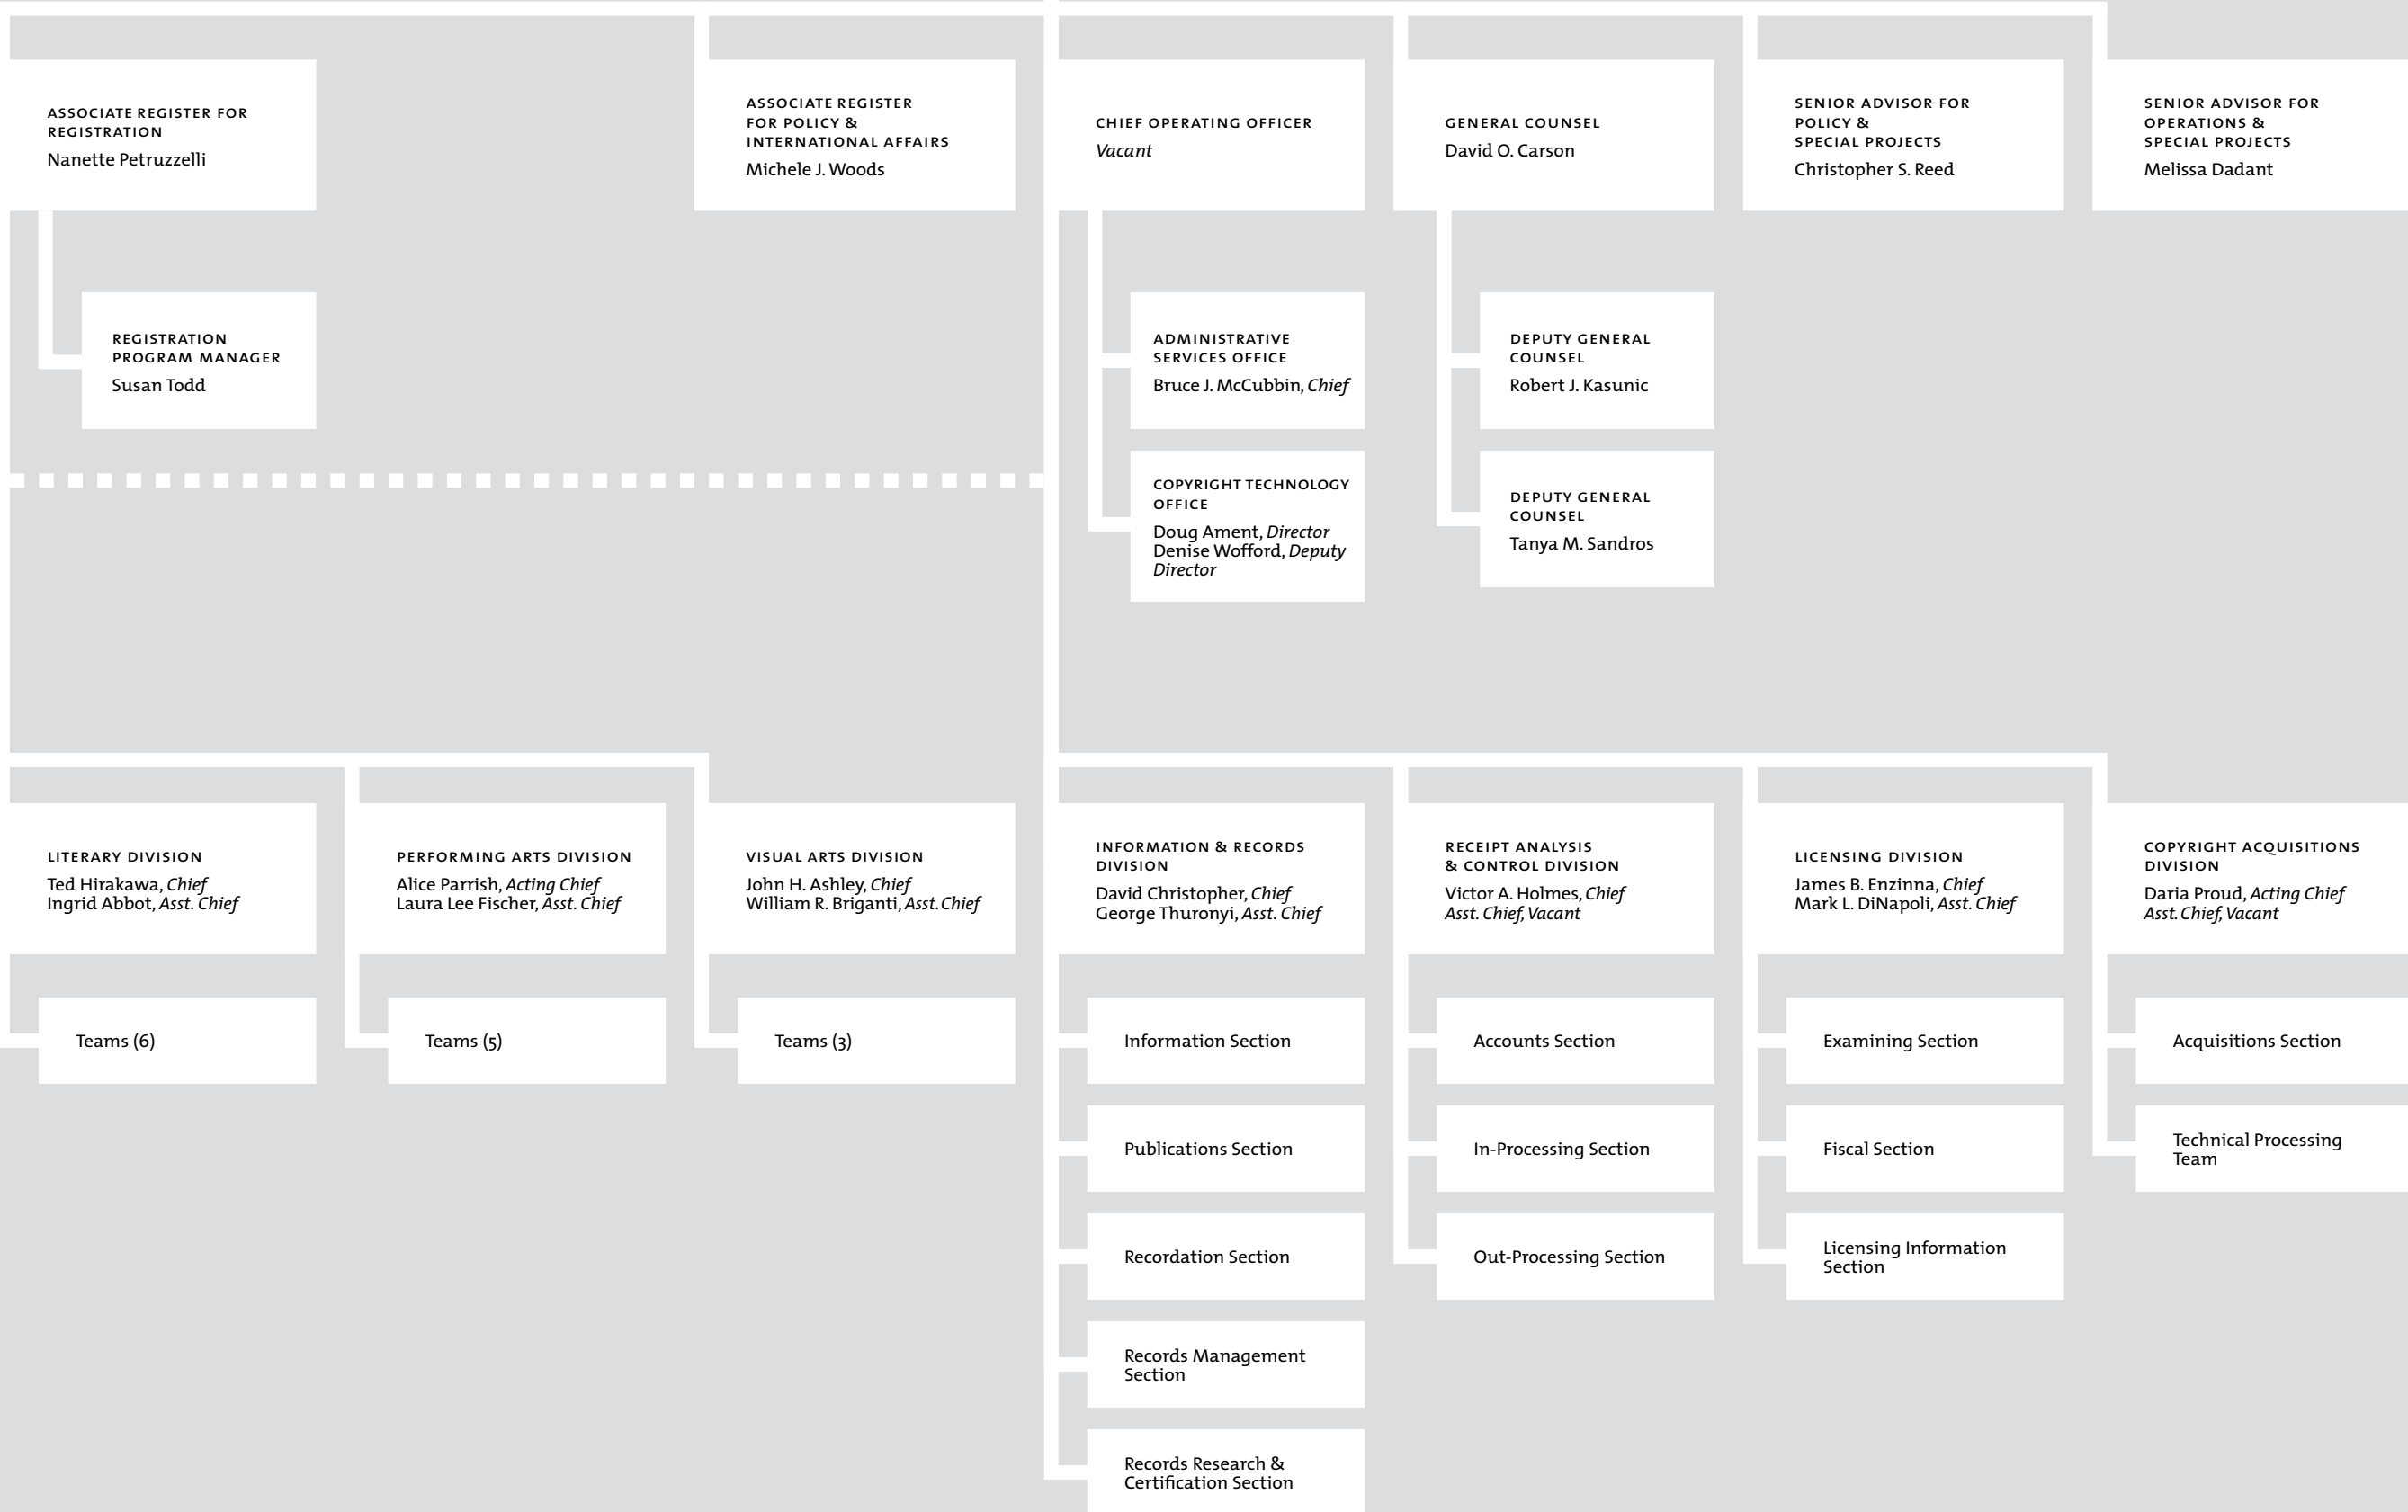 ASSOCIATE REGISTER FOR
REGISTRATION
Nanette Petruzzelli
ASSOCIATE REGISTER
FOR POLICY &
INTERNATIONAL AFFAIRS
Michele J. Woods
CHIEF OPERATING OFFICER
Vacant
GENERAL COUNSEL
David O. Carson
SENIOR ADVISOR FOR
POLICY &
SPECIAL PROJECTS
Christopher S. Reed
SENIOR ADVISOR FOR
OPERATIONS &
SPECIAL PROJECTS
Melissa Dadant
REGISTRATION
PROGRAM MANAGER
Susan Todd
ADMINISTRATIVE
SERVICES OFFICE
Bruce J. McCubbin, Chief
DEPUTY GENERAL
COUNSEL
Robert J. Kasunic
COPYRIGHT TECHNOLOGY
OFFICE
Doug Ament, Director
Denise Wofford, Deputy
Director
DEPUTY GENERAL
COUNSEL
Tanya M. Sandros
LITERARY DIVISION
Ted Hirakawa, Chief
Ingrid Abbot, Asst. Chief
PERFORMING ARTS DIVISION
Alice Parrish, Acting Chief
Laura Lee Fischer, Asst. Chief
VISUAL ARTS DIVISION
John H. Ashley, Chief
William R. Briganti, Asst. Chief
INFORMATION & RECORDS
DIVISION
David Christopher, Chief
George Thuronyi, Asst. Chief
RECEIPT ANALYSIS
& CONTROL DIVISION
Victor A. Holmes, Chief
Asst. Chief, Vacant
LICENSING DIVISION
James B. Enzinna, Chief
Mark L. DiNapoli, Asst. Chief
COPYRIGHT ACQUISITIONS
DIVISION
Daria Proud, Acting Chief
Asst. Chief, Vacant
Teams (6)
Teams (5)
Teams (3)
Information Section
Accounts Section
Examining Section
Acquisitions Section
Publications Section
In-Processing Section
Fiscal Section
Technical Processing
Team
Recordation Section
Out-Processing Section
Licensing Information
Section
Records Management
Section
Records Research &
Certification Section